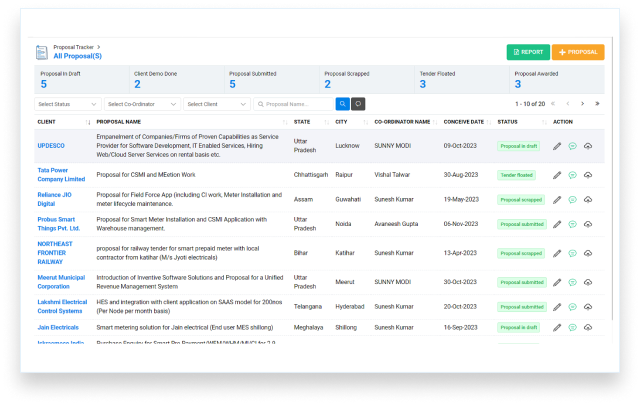 Proposal Tracker >
All Proposal(S)
REPORT
+ PROPOSAL
Proposal In Draft
5
Client Demo Done
2
Proposal Submitted
5
Proposal Scrapped
2
Tender Floated
3
Proposal Awarded
3
Select Status
Select Co-Ordinator
Select Client
Proposal Name...
1 - 10 of 20
CLIENT PROPOSAL NAME STATE CITY CO-ORDINATOR NAME CONCEIVE DATE STATUS ACTION
UPDESCO
Empanelment of Companies/Firms of Proven Capabilities as Service
Provider for Software Development, IT Enabled Services, Hiring
Web/Cloud Server Services on rental basis etc.
Uttar
Pradesh
Lucknow SUNNY MODI 09-Oct-2023 Proposal in draft
Tata Power
Company Limited
Proposal for CSMI and MEetion Work Chhattisgarh Raipur Vishal Talwar 30-Aug-2023 Tender floated
Reliance JIO
Digital
Proposal for Field Force App (including CI work, Meter Installation and
meter lifecycle maintenance.
Assam Guwahati Sunesh Kumar 19-May-2023 Proposal scrapped
Probus Smart
Things Pvt. Ltd.
Proposal for Smart Meter Installation and CSMI Application with
Warehouse management.
Uttar
Pradesh
Noida Avaneesh Gupta 06-Nov-2023 Proposal submitted
NORTHEAST
FRONTIER
RAILWAY
proposal for railway tender for smart prepaid meter with local
contractor from katihar (M/s Jyoti electricals)
Bihar Katihar Sunesh Kumar 13-Apr-2023 Proposal scrapped
Meerut Municipal
Corporation
Introduction of Inventive Software Solutions and Proposal for a Unified
Revenue Management System
Uttar
Pradesh
Meerut SUNNY MODI 30-Oct-2023 Proposal submitted
Lakshmi Electrical
Control Systems
HES and Integration with client application on SAAS model for 200nos
(Per Node per month basis)
Telangana Hyderabad Sunesh Kumar 20-Oct-2023 Proposal submitted
Jain Electricals Smart metering solution for Jain electrical (End user MES shillong) Meghalaya Shillong Sunesh Kumar 16-Sep-2023 Proposal in draft